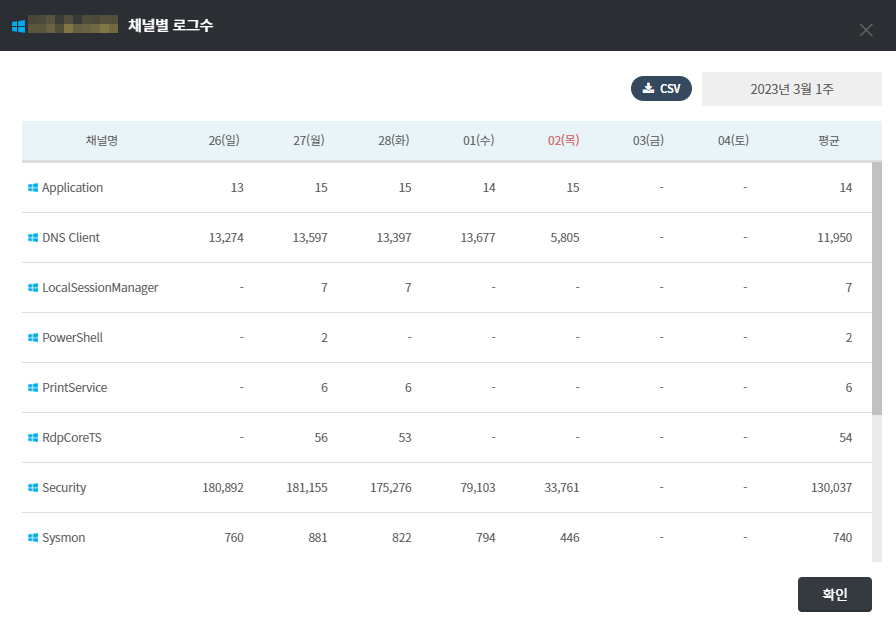 채널별 로그수
CSV 2023년 3월 1주
채널명 26(일) 27(월) 28(화) 01(수) 02(목) 03(금) 04(토) 평균
Application 13 15 15 14 15 - - 14
DNS Client 13,274 13,597 13,397 13,677 5,805 - - 11,950
LocalSessionManager - 7 7 - - - - 7
PowerShell - 2 - - - - - 2
PrintService - 6 6 - - - - 6
RdpCoreTS - 56 53 - - - - 54
Security 180,892 181,155 175,276 79,103 33,761 - - 130,037
Sysmon 760 881 822 794 446 - - 740
확인